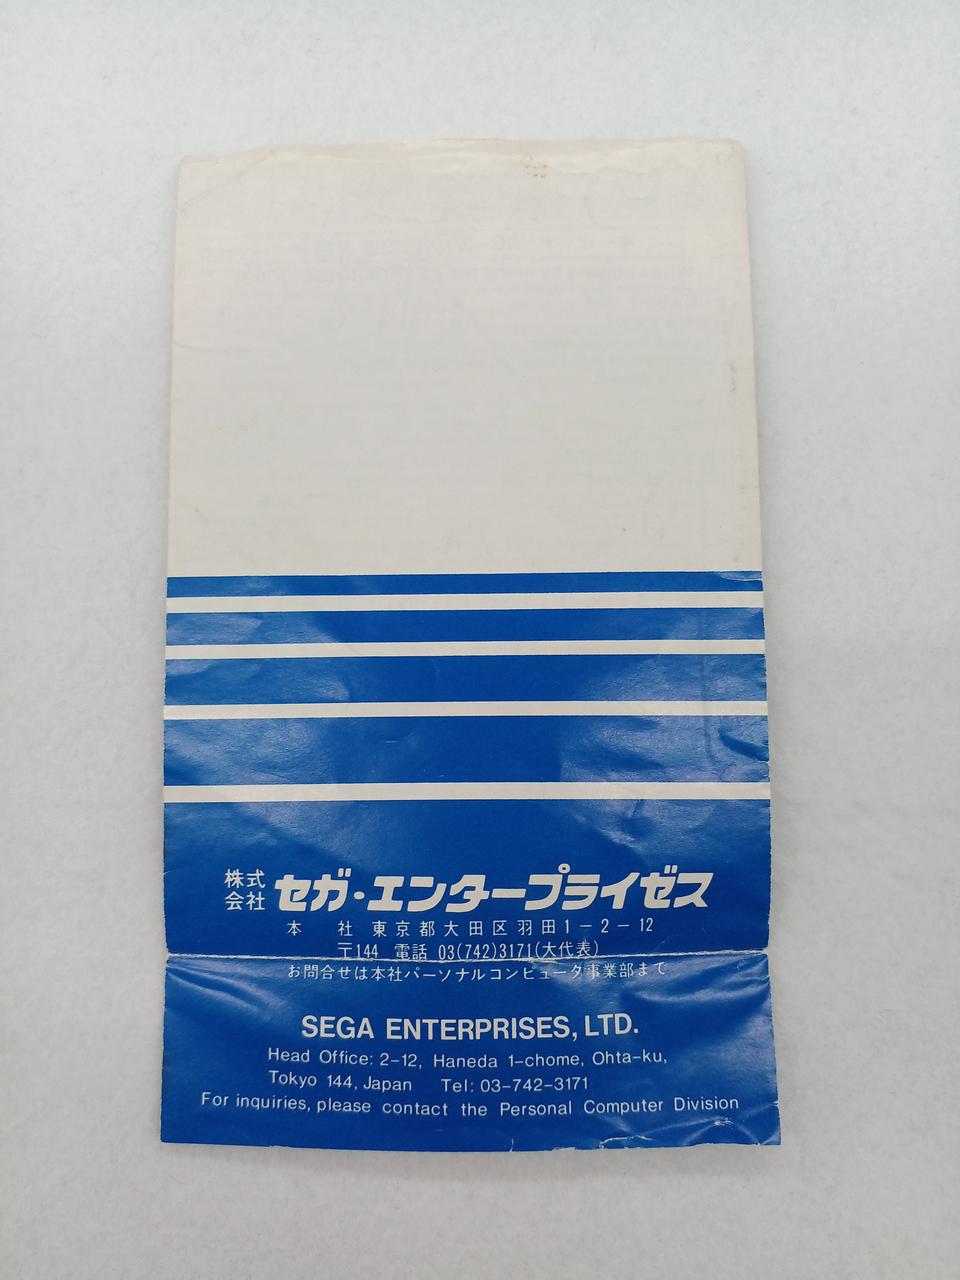 株式会社 セガ・エンタープライゼス
本 社 東京都大田区羽田1-2-12
〒144 電話 03(742)3171(大代表)
お問合せは本社パーソナルコンピュータ事業部まで
SEGA ENTERPRISES, LTD.
Head Office: 2-12, Haneda 1-chome, Ohta-ku,
Tokyo 144, Japan Tel: 03-742-3171
For inquiries, please contact the Personal Computer Division